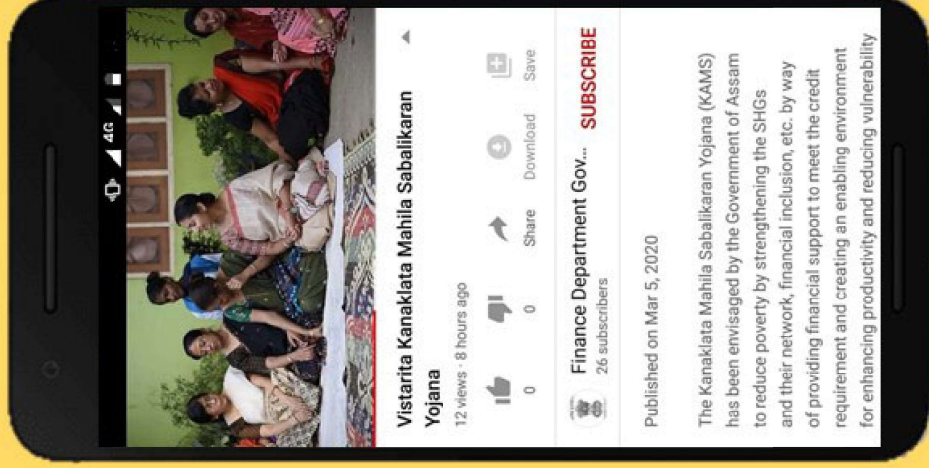 4G
Vistarita Kanaklata Mahila Sabalikaran
Yojana
12 views · 8 hours ago
0
0
Share
Download
Save
Finance Department Gov...
SUBSCRIBE
26 subscribers
Published on Mar 5, 2020
The Kanaklata Mahila Sabalikaran Yojana (KAMS)
has been envisaged by the Government of Assam
to reduce poverty by strengthening the SHGs
and their network, financial inclusion, etc. by way
of providing financial support to meet the credit
requirement and creating an enabling environment
for enhancing productivity and reducing vulnerability